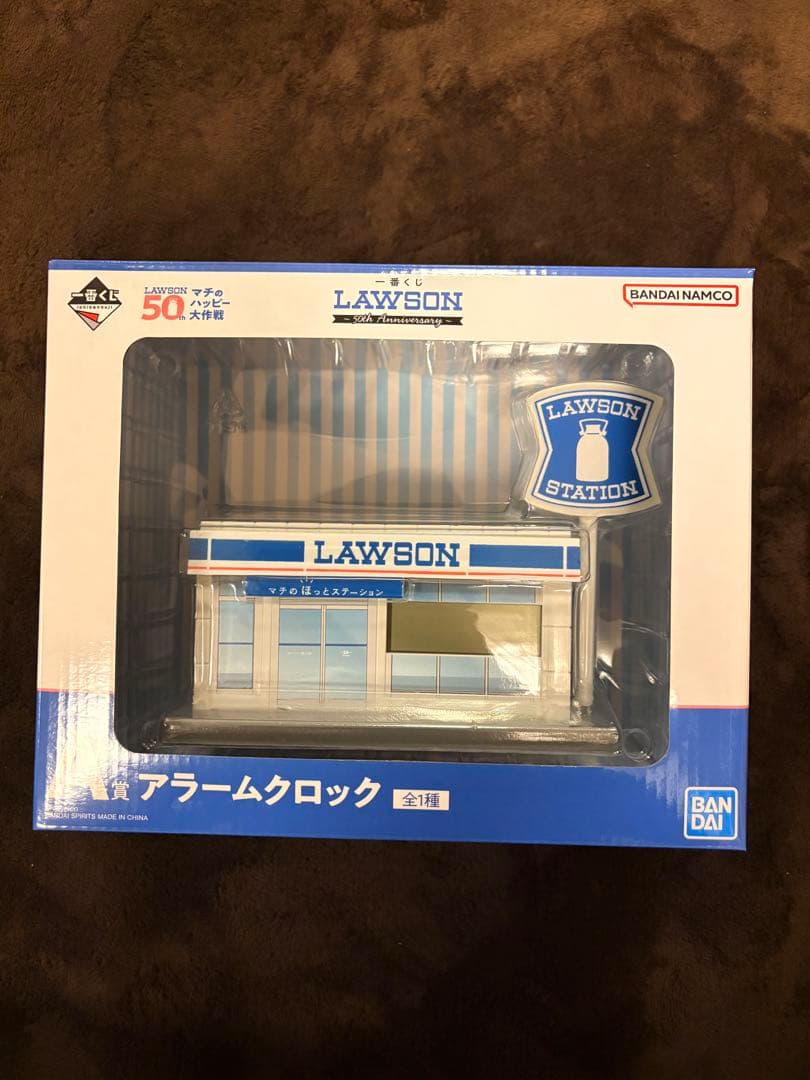 一番くじ
LAWSON
50th
マチの
ハッピー
大作戦
一番くじ
LAWSON
~ 50th Anniversary ~
BANDAI NAMCO
LAWSON
STATION
LAWSON
マチのほっとステーション
A賞 アラームクロック 全1種
BANDAI SPIRITS MADE IN CHINA
BAN
DAI